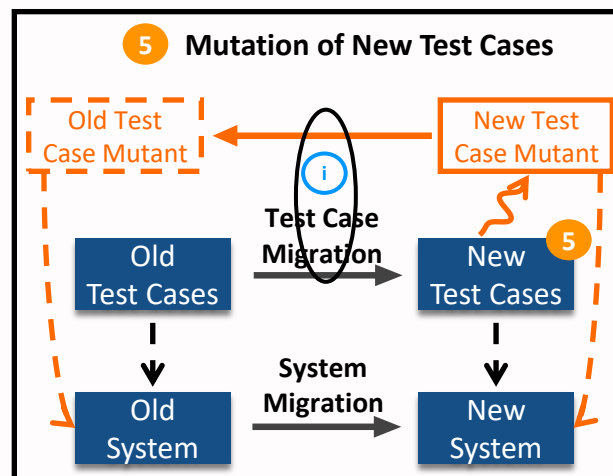 5 Mutation of New Test Cases
Old Test
Case Mutant
New Test
Case Mutant
i
Test Case
Migration
5
Old
Test Cases
New
Test Cases
System
Migration
Old
System
New
System